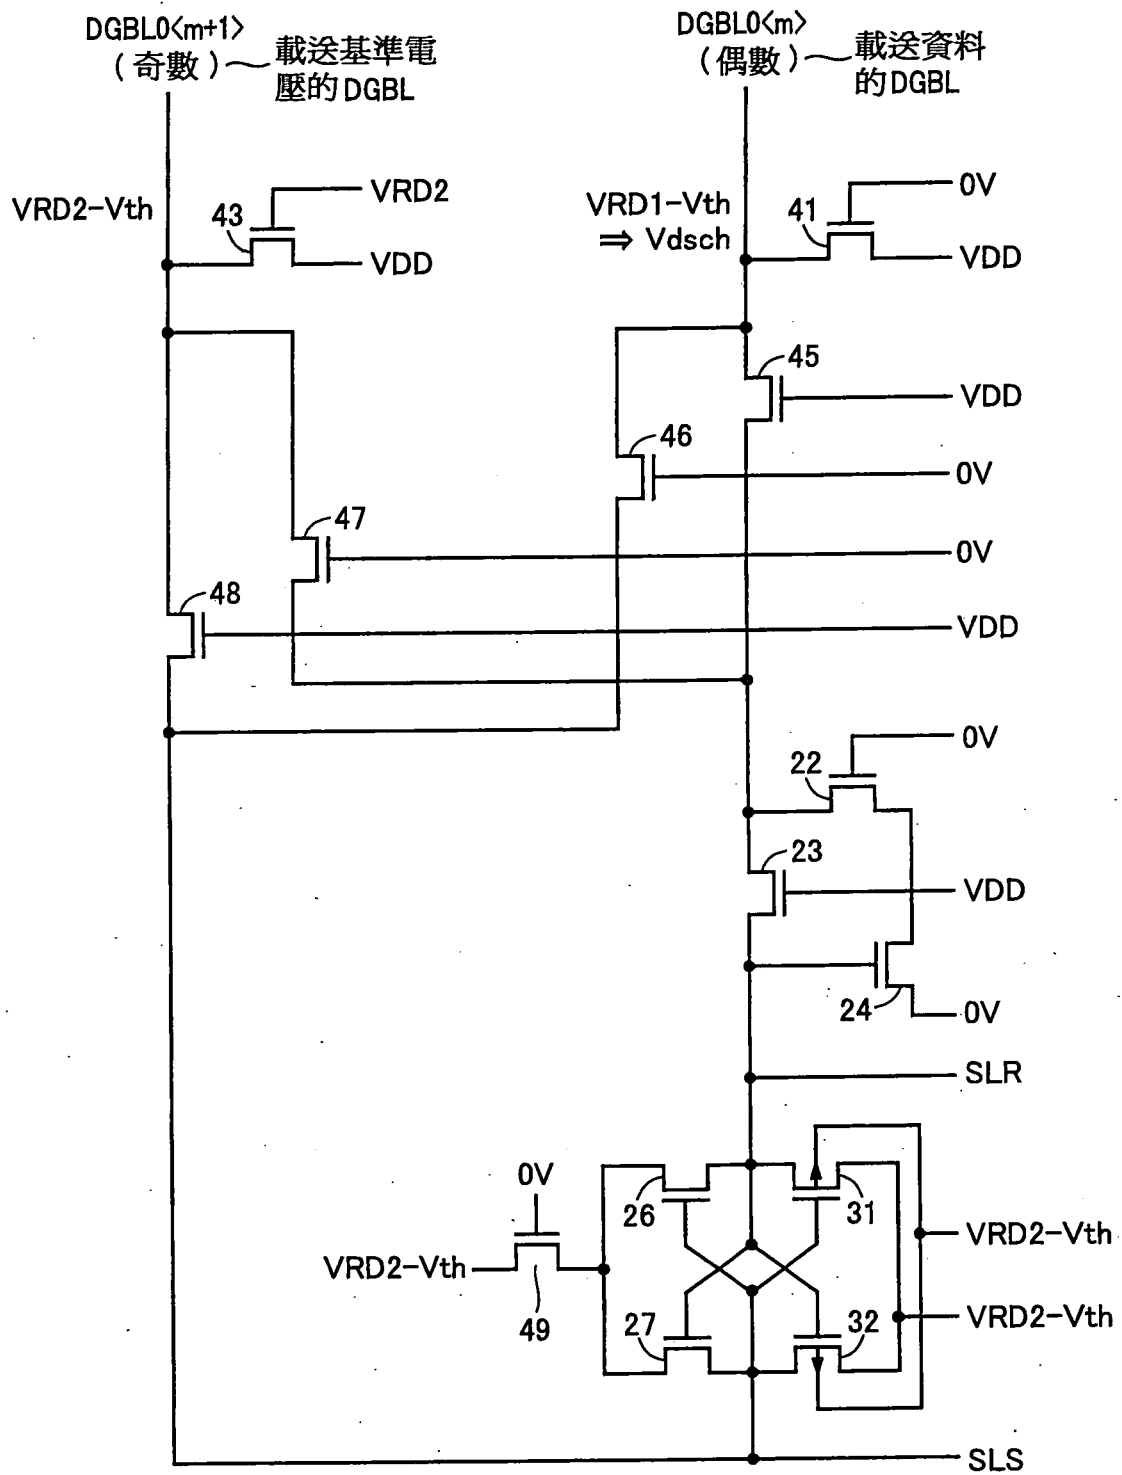 DGBL0<m+1>
(奇數)
載送基準電
壓的DGBL
DGBL0<m>
(偶數)
載送資料
的DGBL
VRD2-Vth
43
VRD2
VDD
VRD1-Vth
⇒ Vdsch
41
0V
VDD
45
VDD
46
0V
47
0V
48
VDD
22
0V
23
VDD
24
0V
SLR
0V
26
31
VRD2-Vth
VRD2-Vth
49
27
32
VRD2-Vth
SLS